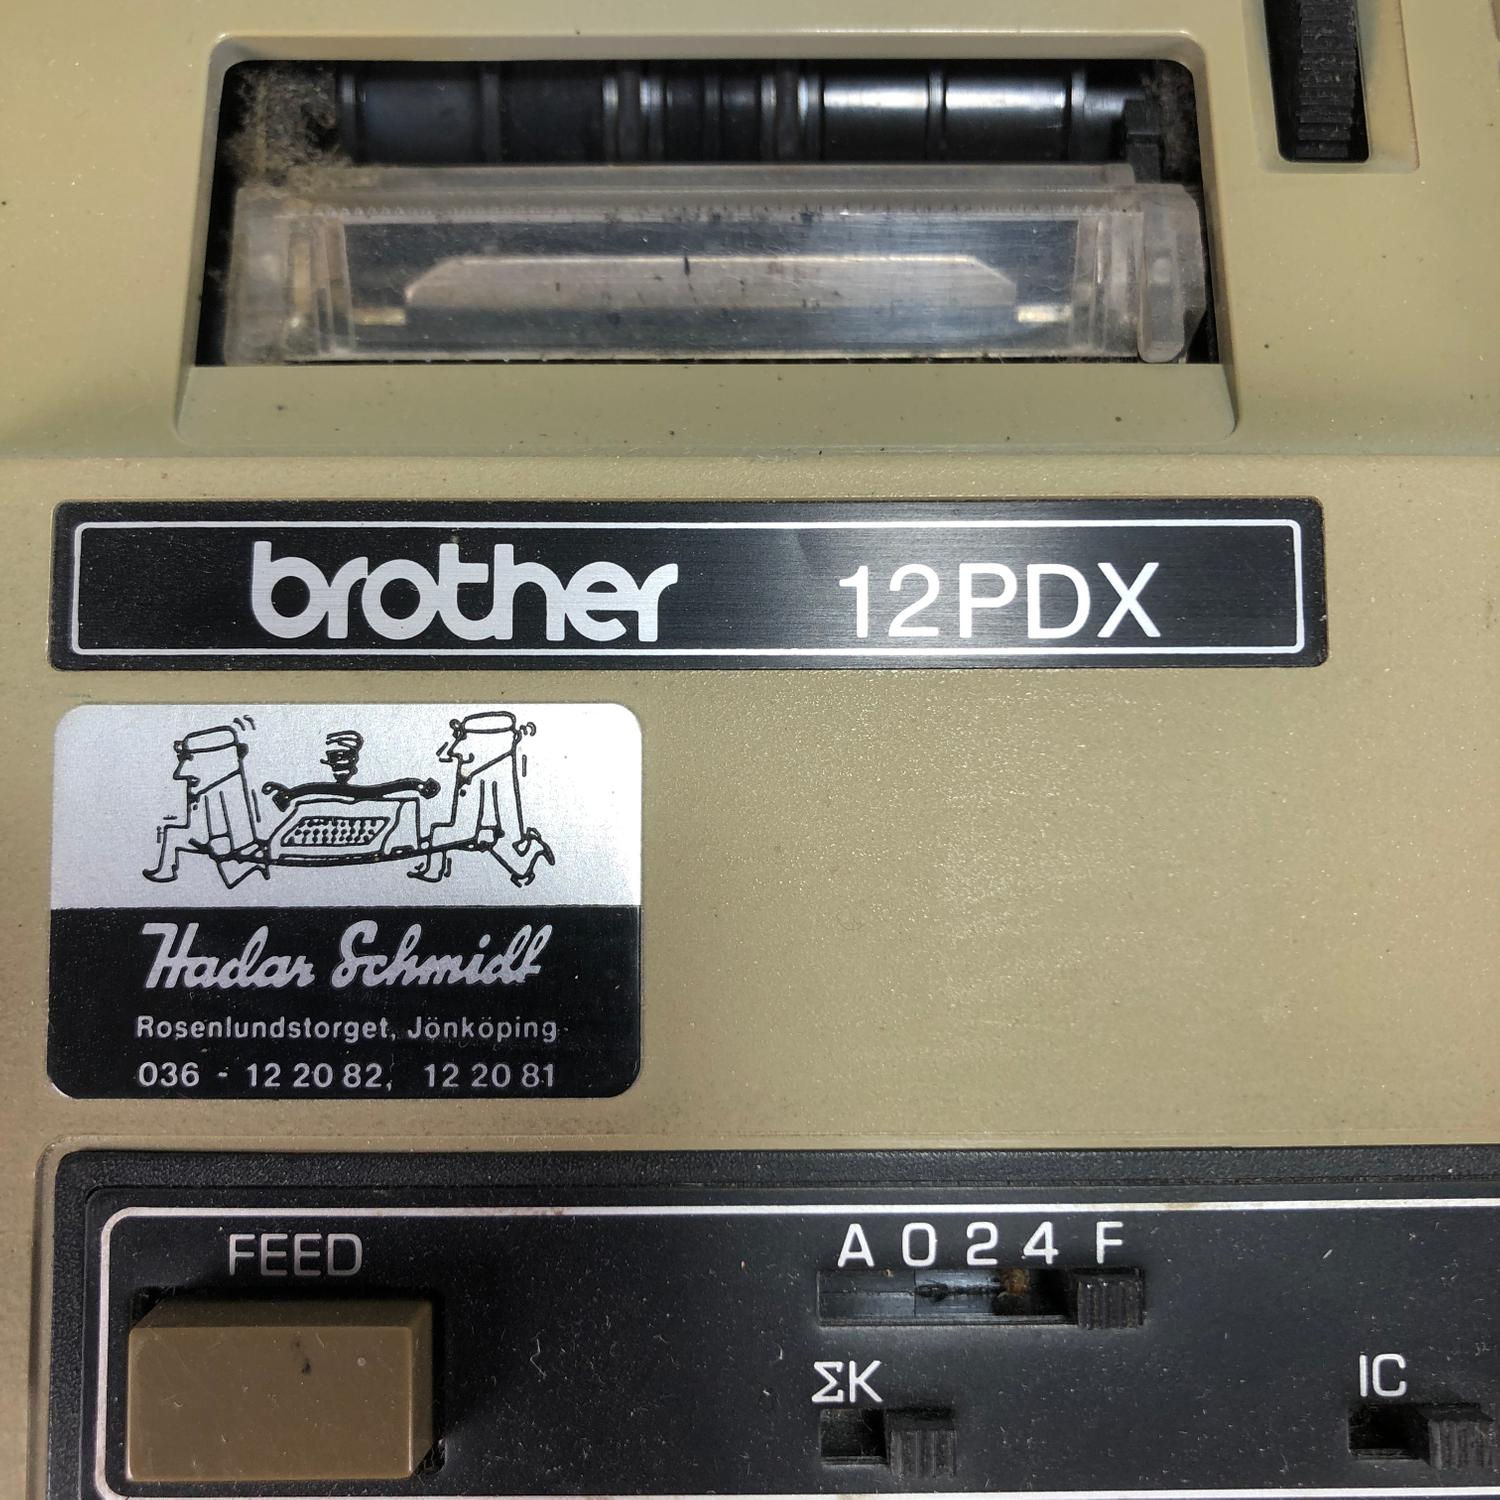 brother 12PDX
Hadar Schmidt
Rosenlundstorget, Jönköping
036 - 12 20 82, 12 20 81
FEED
A 0 2 4 F
ΣK
IC